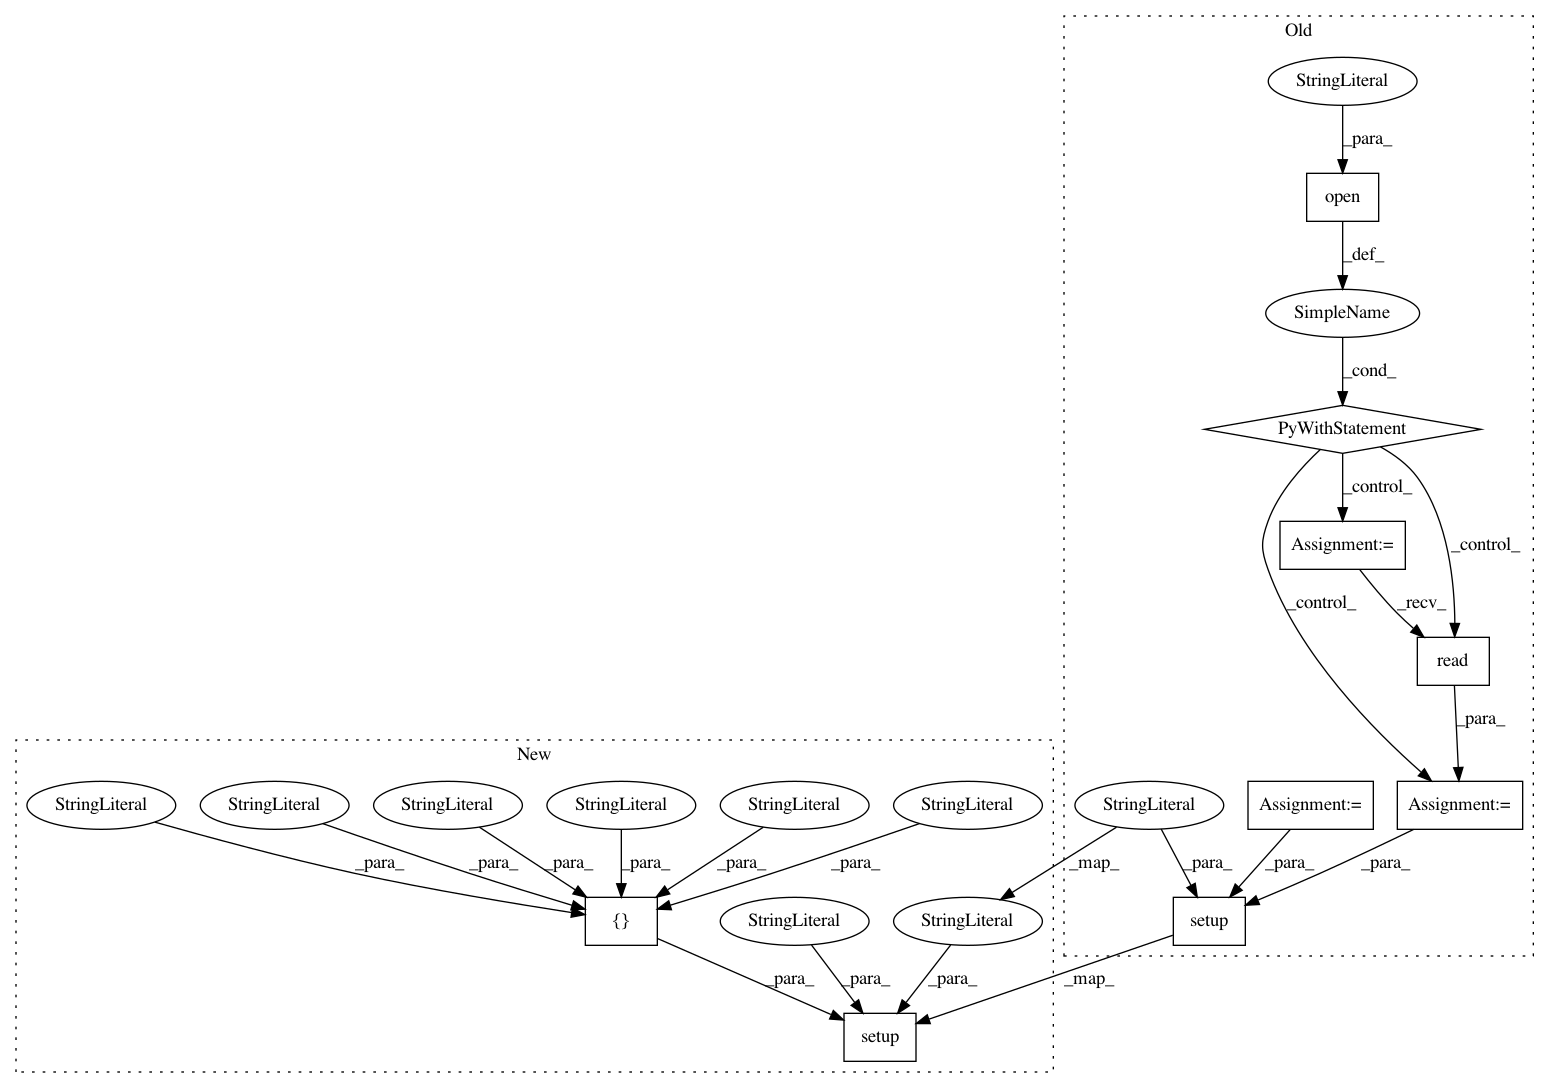 Old
StringLiteral
_para_
open
_def_
SimpleName
_cond_
PyWithStatement
_control_
Assignment:=
_control_
_control_
_recv_
read
_para_
New
StringLiteral StringLiteral StringLiteral StringLiteral StringLiteral StringLiteral StringLiteral Assignment:= Assignment:=
_para_ _para_ _para_ _para_ _para_ _para_ _map_ _para_ _para_ _para_
{} StringLiteral StringLiteral setup
_para_ _para_ _para_ _map_
setup